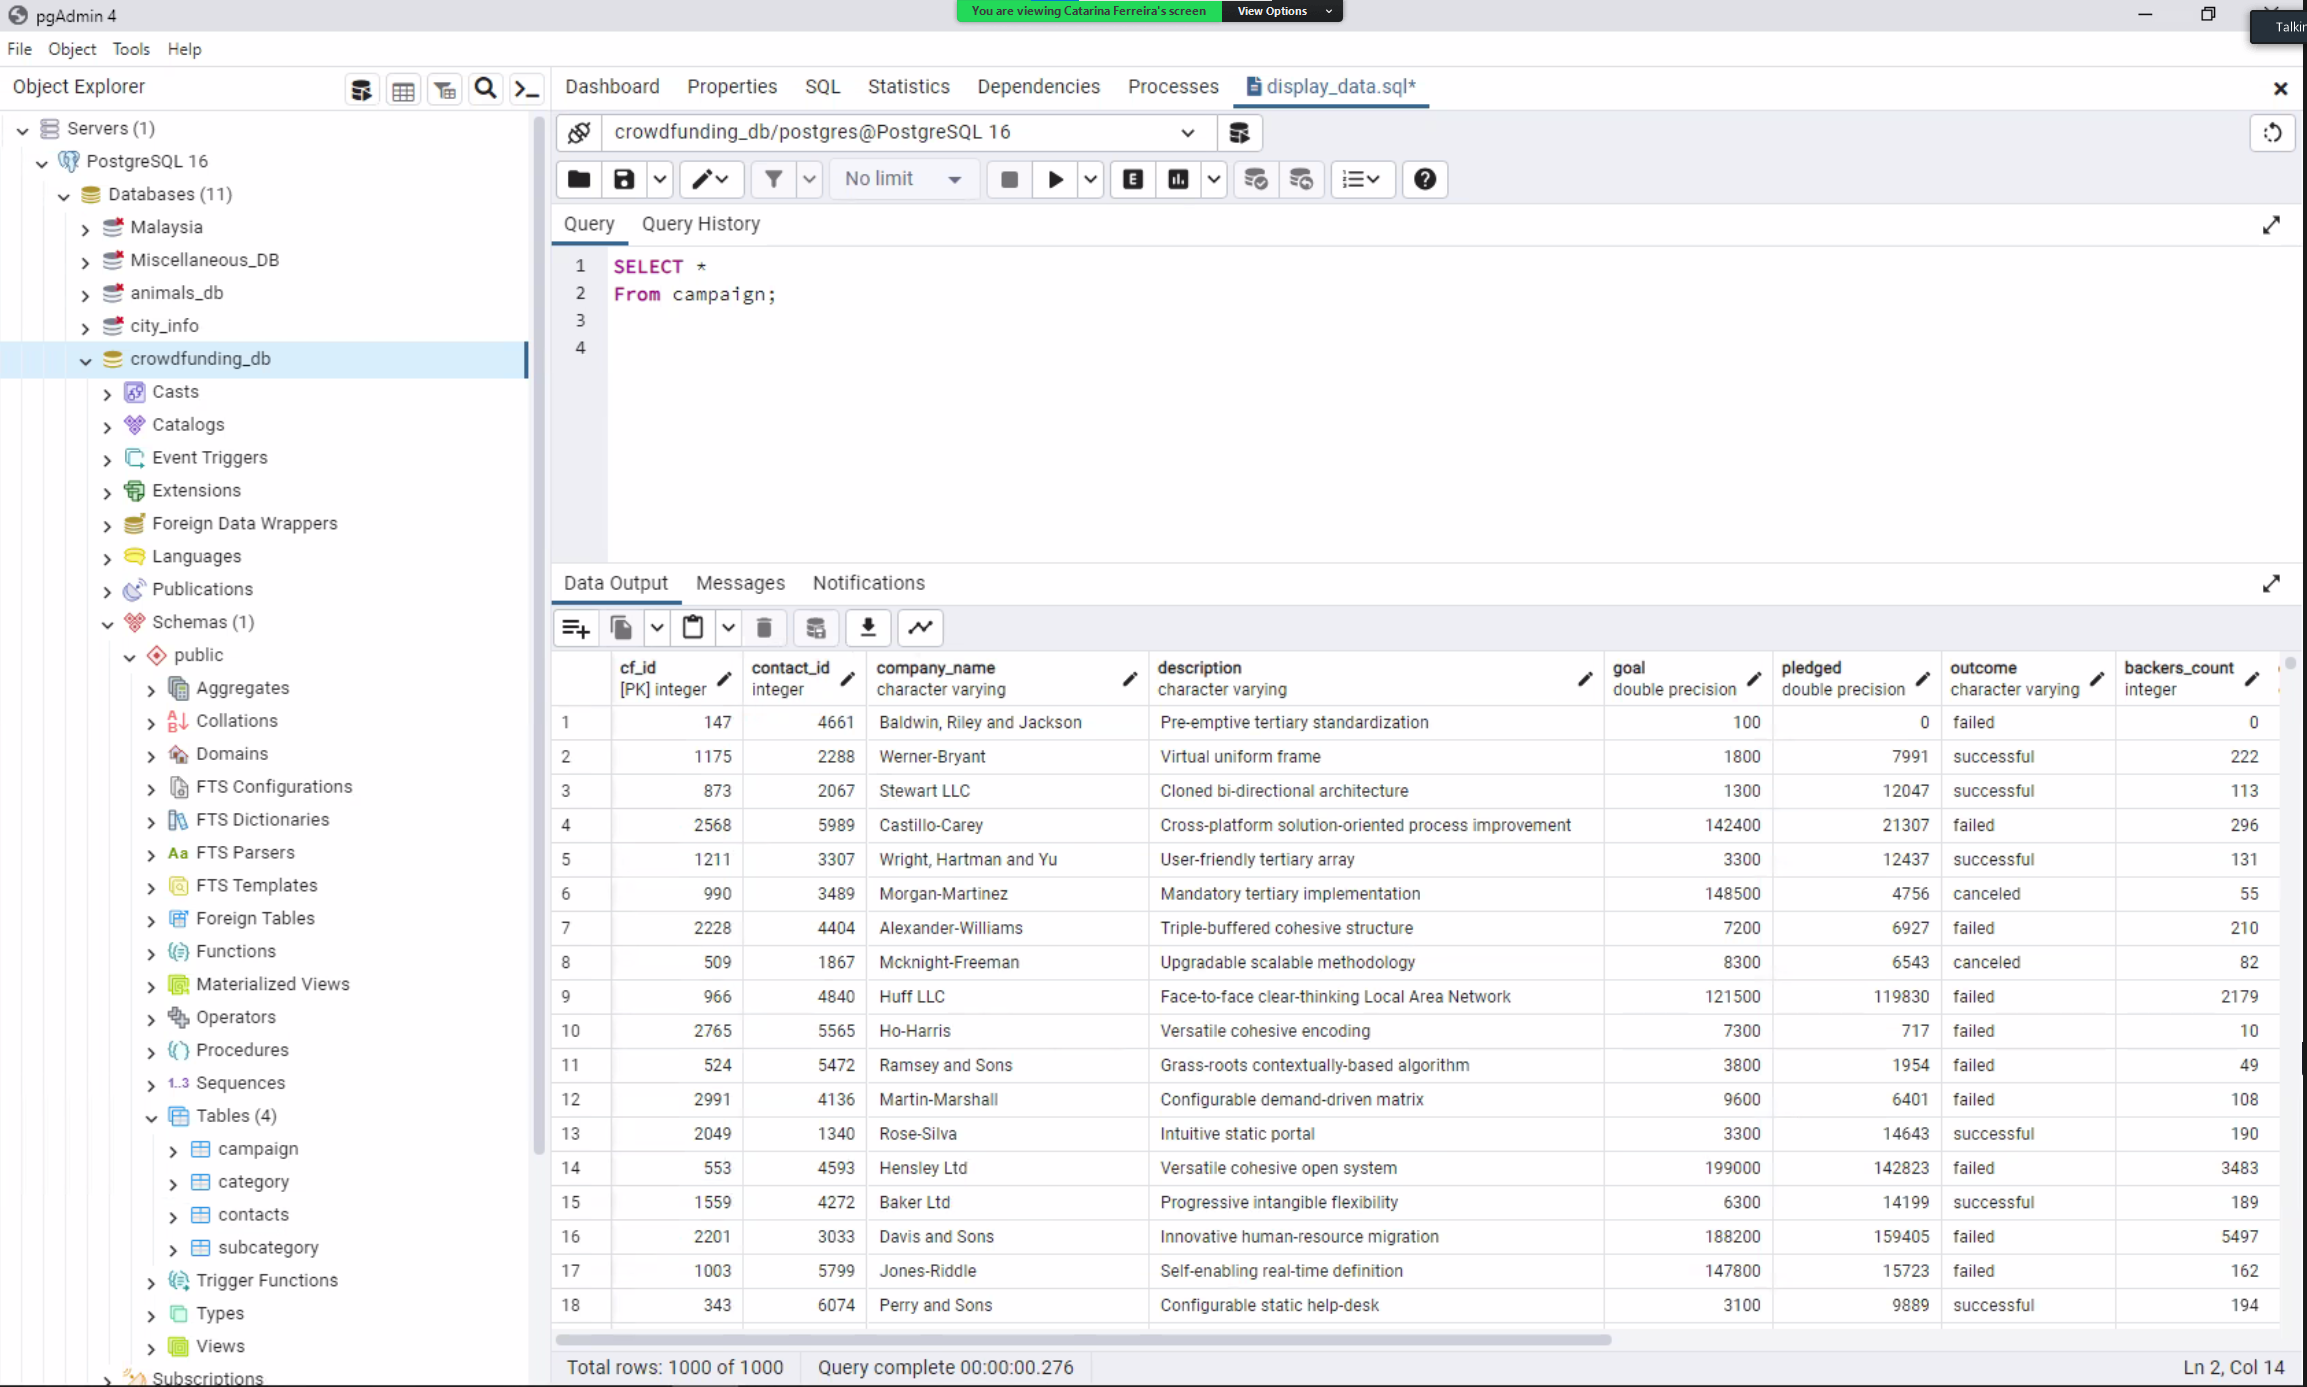 pgAdmin 4
You are viewing Catarina Ferreira's screen
View Options
File Object Tools Help
Object Explorer
Servers (1)
PostgreSQL 16
Databases (11)
Malaysia
Miscellaneous_DB
animals_db
city_info
crowdfunding_db
Casts
Catalogs
Event Triggers
Extensions
Foreign Data Wrappers
Languages
Publications
Schemas (1)
public
Aggregates
Collations
Domains
FTS Configurations
FTS Dictionaries
Aa FTS Parsers
FTS Templates
Foreign Tables
Functions
Materialized Views
Operators
Procedures
1..3 Sequences
Tables (4)
campaign
category
contacts
subcategory
Trigger Functions
Types
Views
Subscriptions
Dashboard Properties SQL Statistics Dependencies Processes display_data.sql*
crowdfunding_db/postgres@PostgreSQL 16
No limit
Query Query History
1 SELECT *
2 From campaign;
3
4
Data Output Messages Notifications
cf_id contact_id company_name description goal pledged outcome backers_count
[PK] integer integer character varying character varying double precision double precision character varying integer
1 147 4661 Baldwin, Riley and Jackson Pre-emptive tertiary standardization 100 0 failed 0
2 1175 2288 Werner-Bryant Virtual uniform frame 1800 7991 successful 222
3 873 2067 Stewart LLC Cloned bi-directional architecture 1300 12047 successful 113
4 2568 5989 Castillo-Carey Cross-platform solution-oriented process improvement 142400 21307 failed 296
5 1211 3307 Wright, Hartman and Yu User-friendly tertiary array 3300 12437 successful 131
6 990 3489 Morgan-Martinez Mandatory tertiary implementation 148500 4756 canceled 55
7 2228 4404 Alexander-Williams Triple-buffered cohesive structure 7200 6927 failed 210
8 509 1867 Mcknight-Freeman Upgradable scalable methodology 8300 6543 canceled 82
9 966 4840 Huff LLC Face-to-face clear-thinking Local Area Network 121500 119830 failed 2179
10 2765 5565 Ho-Harris Versatile cohesive encoding 7300 717 failed 10
11 524 5472 Ramsey and Sons Grass-roots contextually-based algorithm 3800 1954 failed 49
12 2991 4136 Martin-Marshall Configurable demand-driven matrix 9600 6401 failed 108
13 2049 1340 Rose-Silva Intuitive static portal 3300 14643 successful 190
14 553 4593 Hensley Ltd Versatile cohesive open system 199000 142823 failed 3483
15 1559 4272 Baker Ltd Progressive intangible flexibility 6300 14199 successful 189
16 2201 3033 Davis and Sons Innovative human-resource migration 188200 159405 failed 5497
17 1003 5799 Jones-Riddle Self-enabling real-time definition 147800 15723 failed 162
18 343 6074 Perry and Sons Configurable static help-desk 3100 9889 successful 194
Total rows: 1000 of 1000 Query complete 00:00:00.276 Ln 2, Col 14